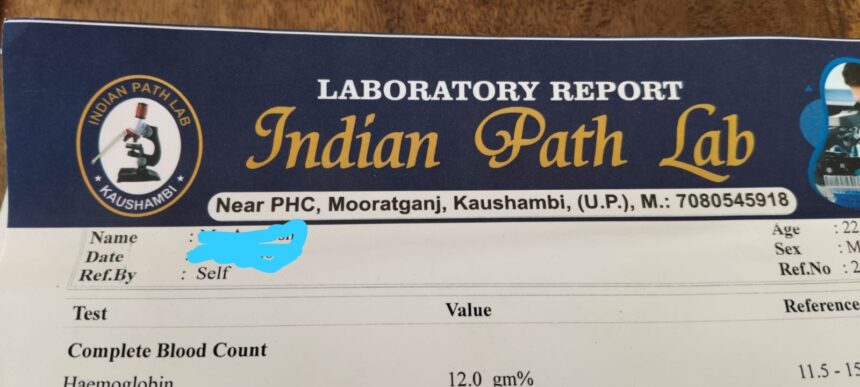 LABORATORY REPORT
Indian Path Lab
INDIAN PATH LAB
KAUSHAMBI
Near PHC, Mooratganj, Kaushambi, (U.P.), M.: 7080545918
Name :
Age : 22
Date :
Sex : M
Ref.By : Self
Ref.No : 2
Test Value Reference
Complete Blood Count
Haemoglobin 12.0 gm% 11.5 - 15